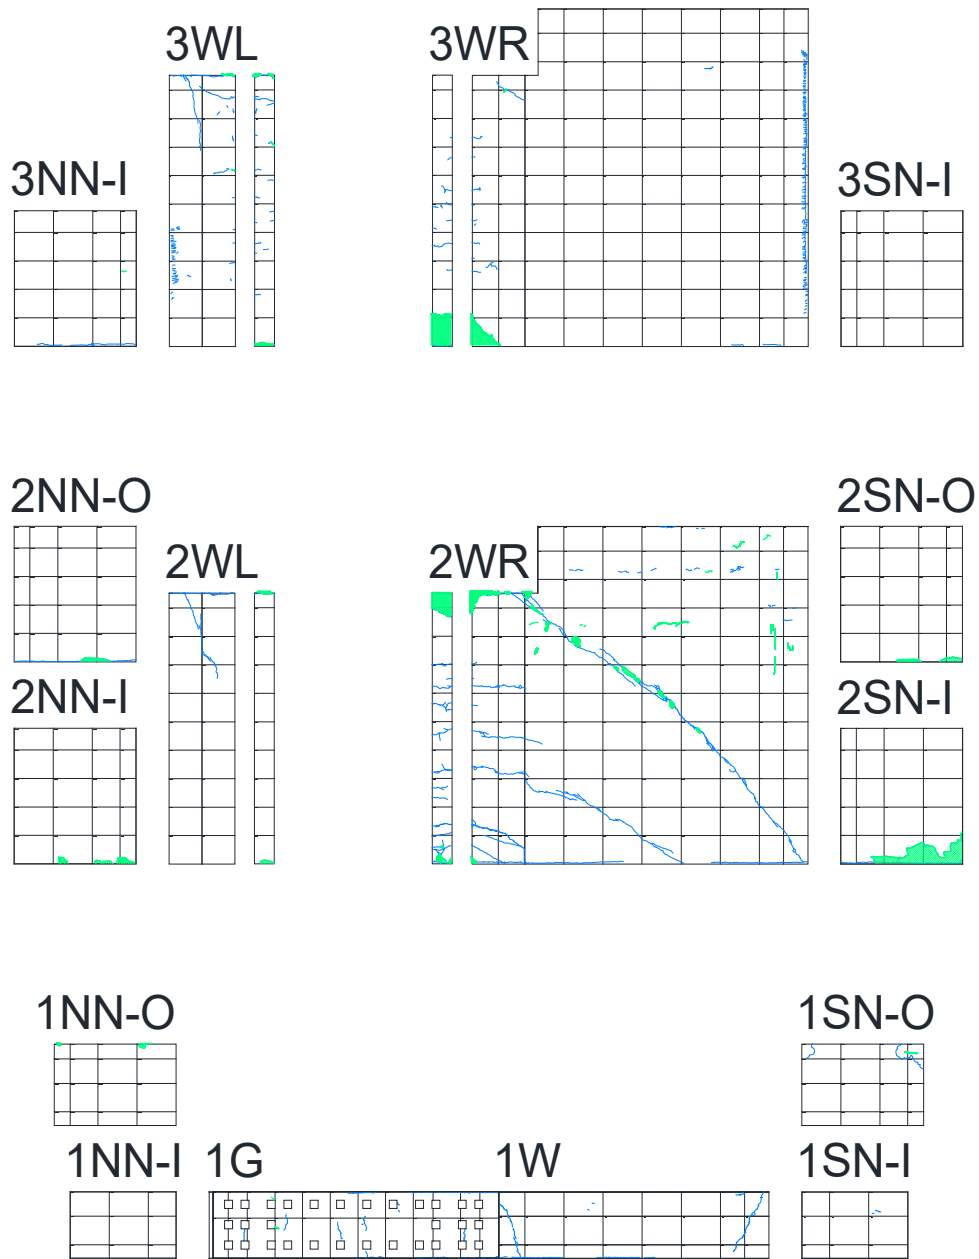 3WL 3WR
3NN-I 3SN-I
2NN-O 2SN-O
2WL 2WR
2NN-I 2SN-I
1NN-O 1SN-O
1NN-I 1G 1W 1SN-I